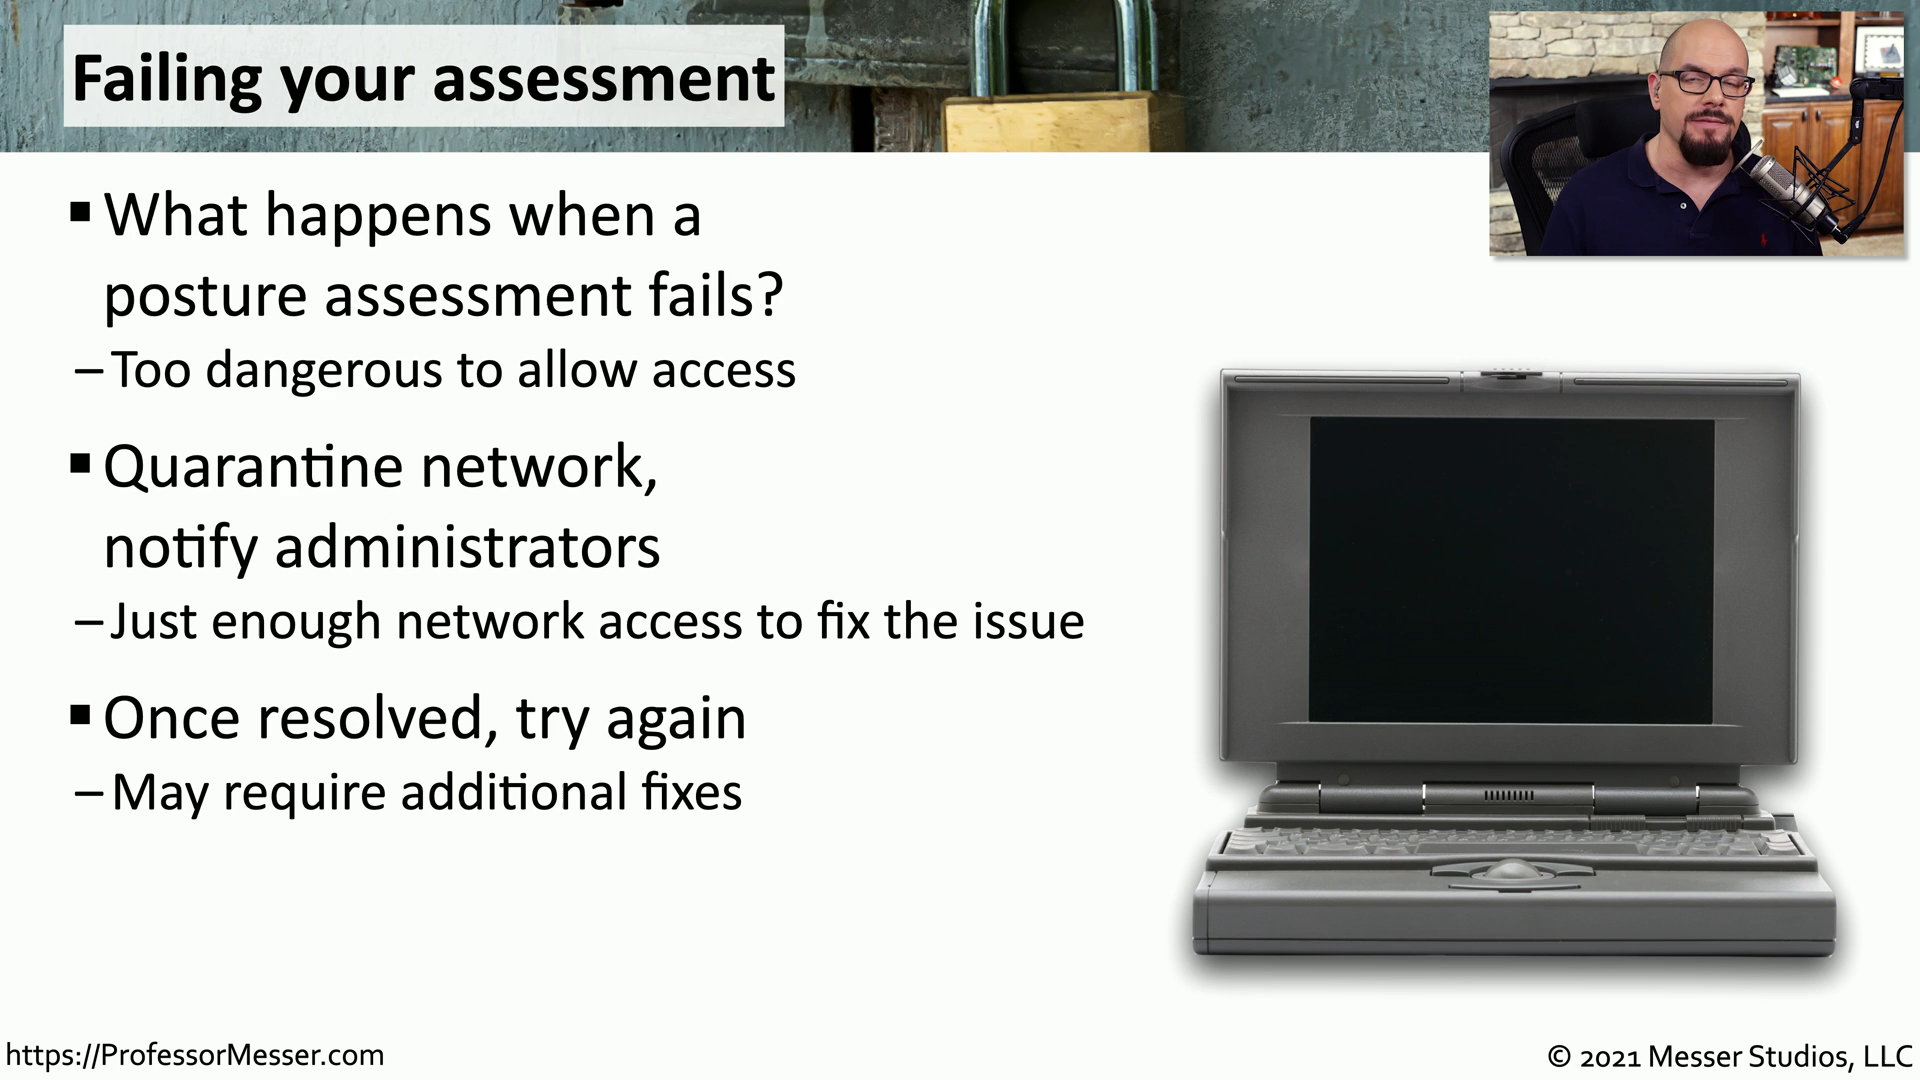 Failing your assessment
▪ What happens when a
posture assessment fails?
– Too dangerous to allow access
▪ Quarantine network,
notify administrators
– Just enough network access to fix the issue
▪ Once resolved, try again
– May require additional fixes
https://ProfessorMesser.com
© 2021 Messer Studios, LLC